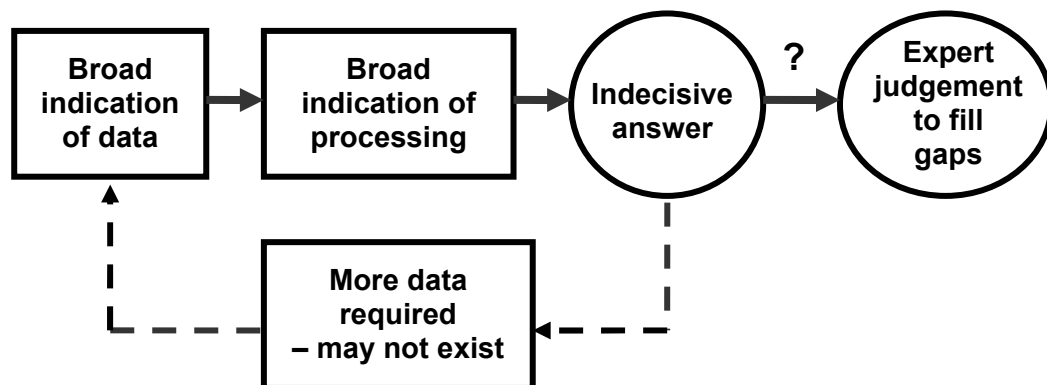 Broad
indication
of data
Broad
indication of
processing
Indecisive
answer
?
Expert
judgement
to fill
gaps
More data
required
– may not exist